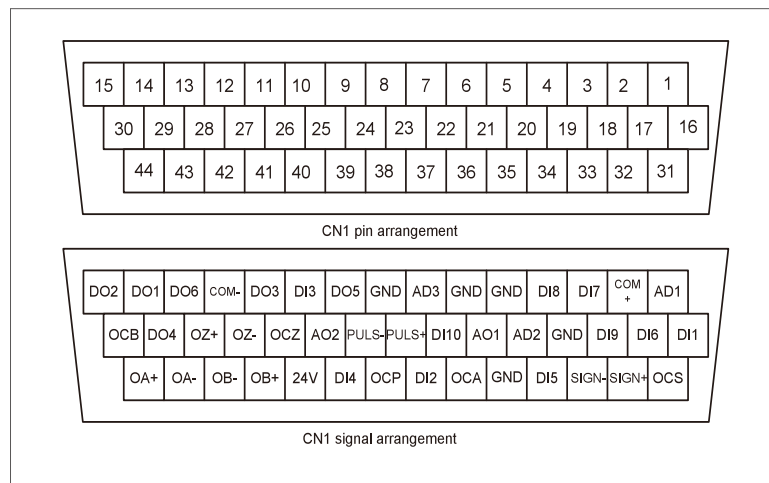 15 14 13 12 11 10 9 8 7 6 5 4 3 2 1
30 29 28 27 26 25 24 23 22 21 20 19 18 17 16
44 43 42 41 40 39 38 37 36 35 34 33 32 31
CN1 pin arrangement
DO2 DO1 DO6 COM- DO3 DI3 DO5 GND AD3 GND GND DI8 DI7 COM+ AD1
OCB DO4 OZ+ OZ- OCZ AO2 PULS- PULS+ DI10 AO1 AD2 GND DI9 DI6 DI1
OA+ OA- OB- OB+ 24V DI4 OCP DI2 OCA GND DI5 SIGN- SIGN+ OCS
CN1 signal arrangement